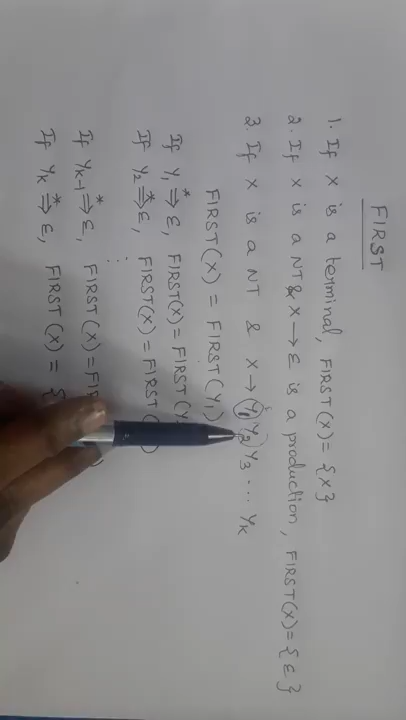 FIRST
1. If X is a terminal, FIRST(X) = {X}
2. If X is a NT & X → ε is a production, FIRST(X) = {ε}
3. If X is a NT & X → Y₁ Y₂ Y₃ ... Yₖ
FIRST(X) = FIRST(Y₁)
If Y₁ *⇒ ε, FIRST(X) = FIRST(Y
If Y₂ *⇒ ε, FIRST(X) = FIRST(
⋮
If Yₖ₋₁ *⇒ ε, FIRST(X) = FIR
If Yₖ *⇒ ε, FIRST(X) = {